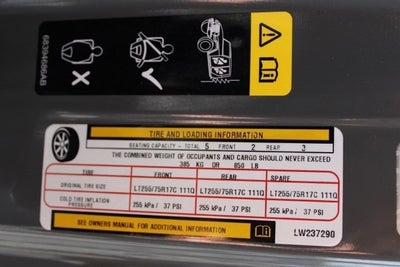 68394686AB
TIRE AND LOADING INFORMATION
SEATING CAPACITY - TOTAL 5 FRONT 2 REAR 3
THE COMBINED WEIGHT OF OCCUPANTS AND CARGO SHOULD NEVER EXCEED
385 KG OR 850 LB
TIRE FRONT REAR SPARE
ORIGINAL TIRE SIZE LT255/75R17C 111Q LT255/75R17C 111Q LT255/75R17C 111Q
COLD TIRE INFLATION PRESSURE 255 kPa / 37 PSI 255 kPa / 37 PSI 255 kPa / 37 PSI
SEE OWNERS MANUAL FOR ADDITIONAL INFORMATION LW237290